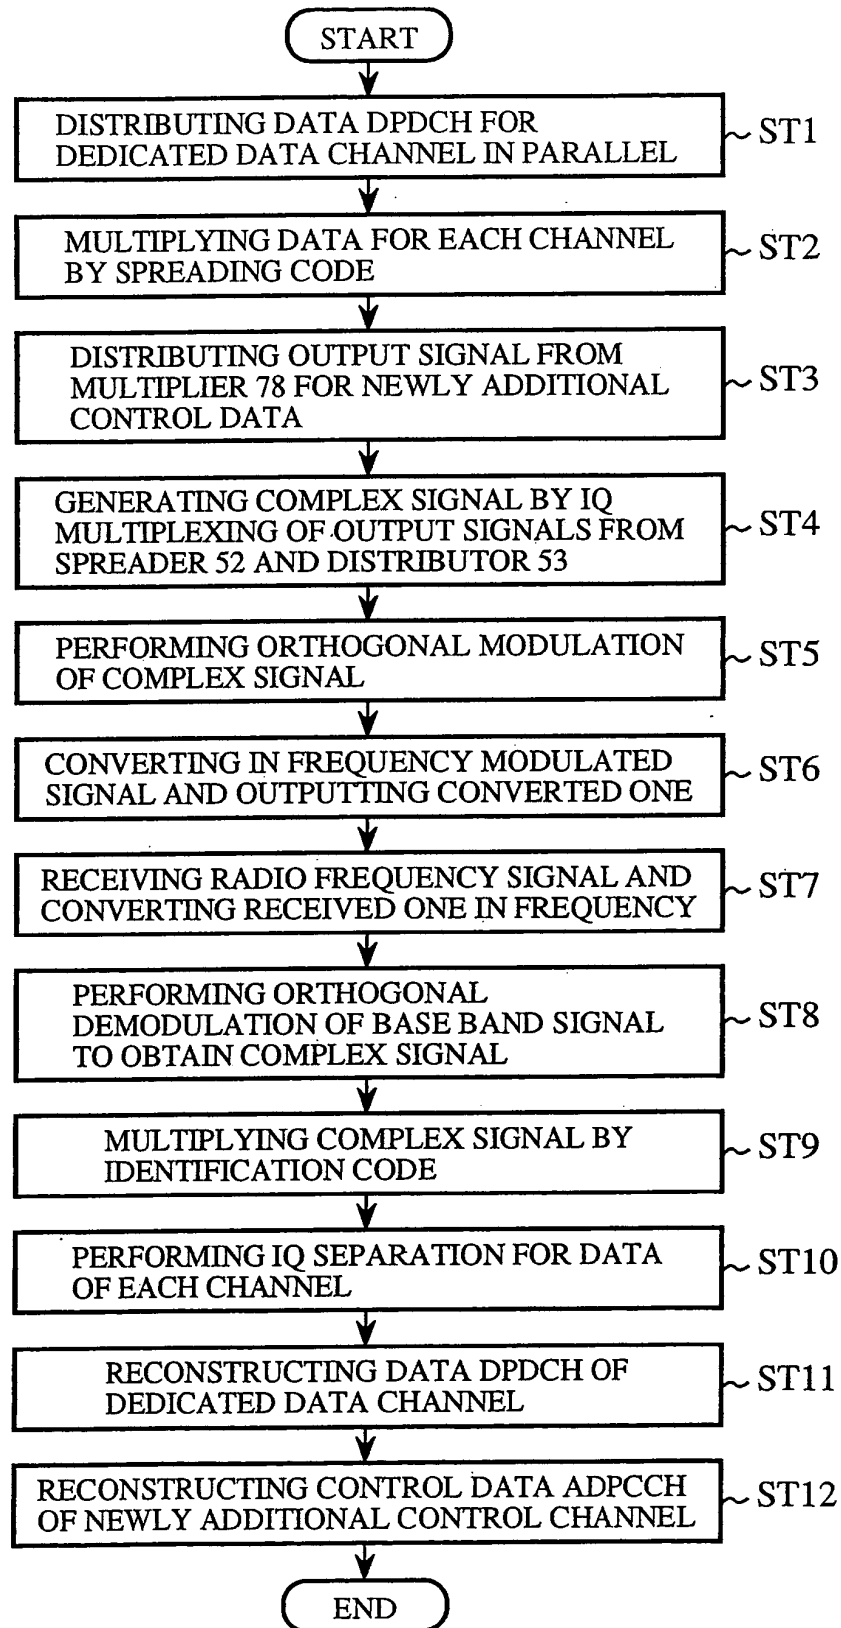 START
DISTRIBUTING DATA DPDCH FOR
DEDICATED DATA CHANNEL IN PARALLEL
ST1
MULTIPLYING DATA FOR EACH CHANNEL
BY SPREADING CODE
ST2
DISTRIBUTING OUTPUT SIGNAL FROM
MULTIPLIER 78 FOR NEWLY ADDITIONAL
CONTROL DATA
ST3
GENERATING COMPLEX SIGNAL BY IQ
MULTIPLEXING OF OUTPUT SIGNALS FROM
SPREADER 52 AND DISTRIBUTOR 53
ST4
PERFORMING ORTHOGONAL MODULATION
OF COMPLEX SIGNAL
ST5
CONVERTING IN FREQUENCY MODULATED
SIGNAL AND OUTPUTTING CONVERTED ONE
ST6
RECEIVING RADIO FREQUENCY SIGNAL AND
CONVERTING RECEIVED ONE IN FREQUENCY
ST7
PERFORMING ORTHOGONAL
DEMODULATION OF BASE BAND SIGNAL
TO OBTAIN COMPLEX SIGNAL
ST8
MULTIPLYING COMPLEX SIGNAL BY
IDENTIFICATION CODE
ST9
PERFORMING IQ SEPARATION FOR DATA
OF EACH CHANNEL
ST10
RECONSTRUCTING DATA DPDCH OF
DEDICATED DATA CHANNEL
ST11
RECONSTRUCTING CONTROL DATA ADPCCH
OF NEWLY ADDITIONAL CONTROL CHANNEL
ST12
END